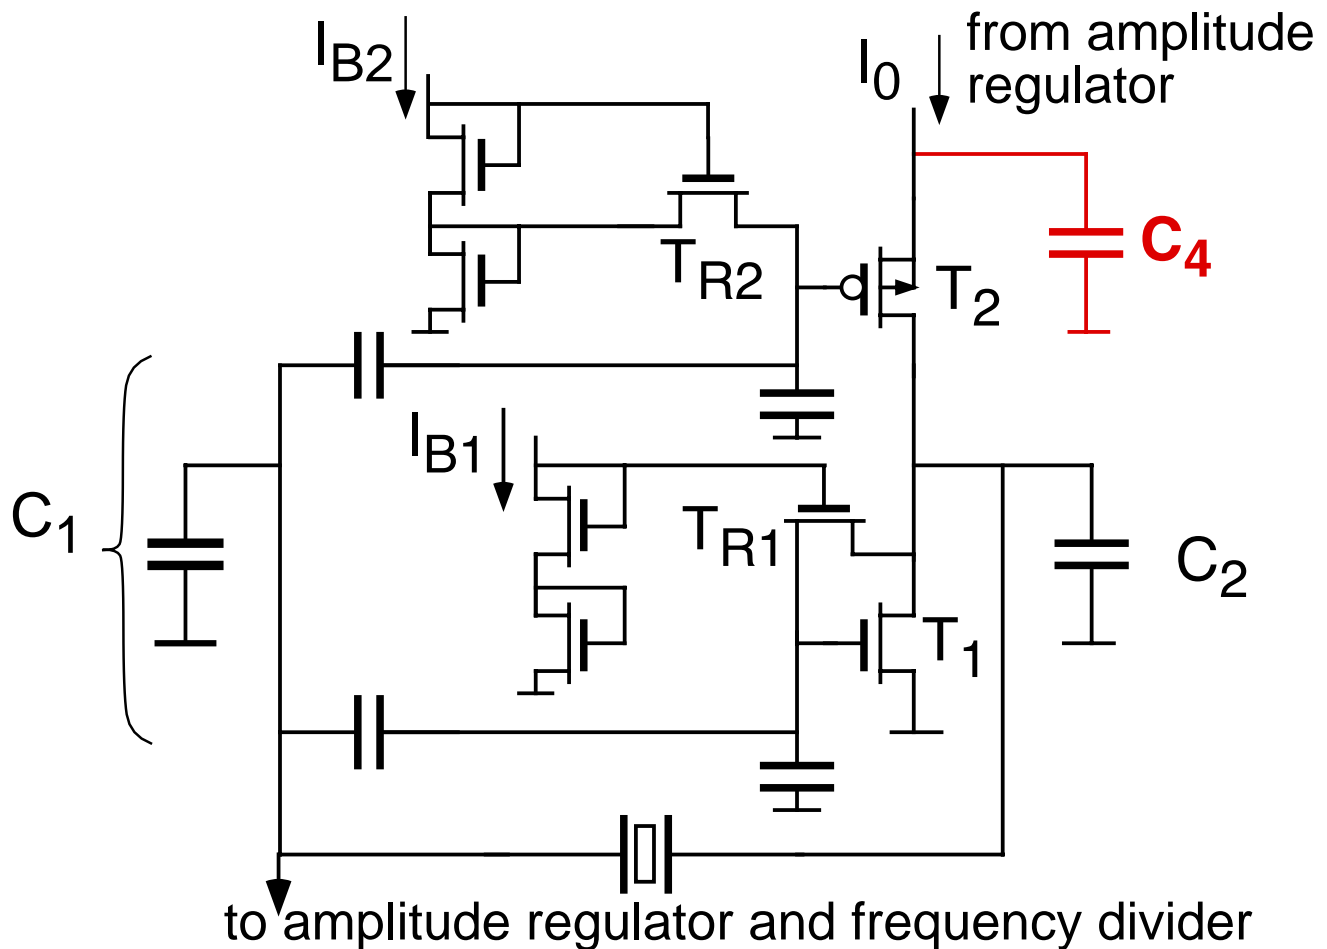 I_B2
I_0
from amplitude
regulator
C_4
T_R2
T_2
I_B1
C_1
T_R1
C_2
T_1
to amplitude regulator and frequency divider